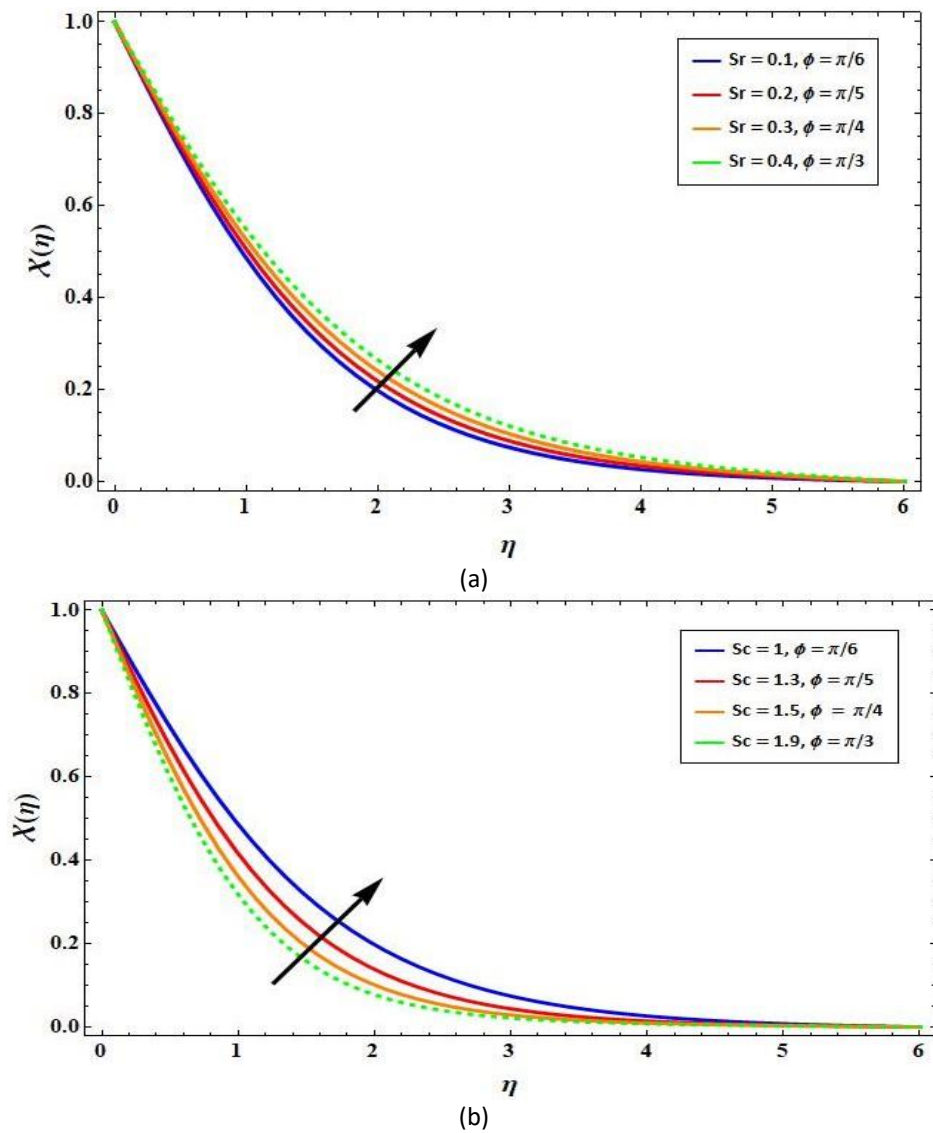 1.0
0.8
0.6
0.4
0.2
0.0
X(η)
Sr = 0.1, ϕ = π/6
Sr = 0.2, ϕ = π/5
Sr = 0.3, ϕ = π/4
Sr = 0.4, ϕ = π/3
0 1 2 3 4 5 6
η
(a)
1.0
0.8
0.6
0.4
0.2
0.0
X(η)
Sc = 1, ϕ = π/6
Sc = 1.3, ϕ = π/5
Sc = 1.5, ϕ = π/4
Sc = 1.9, ϕ = π/3
0 1 2 3 4 5 6
η
(b)